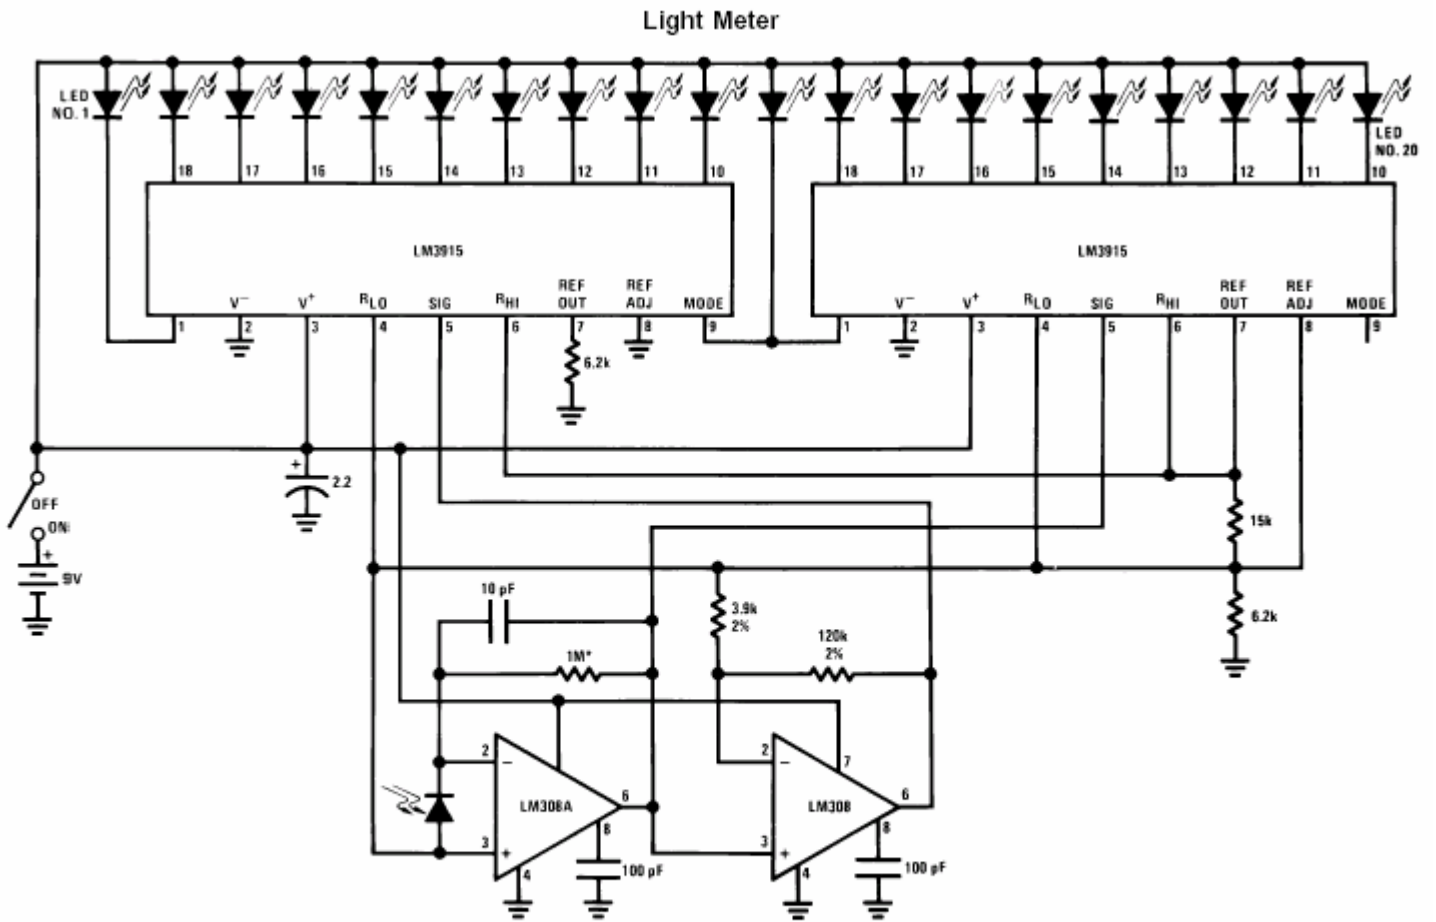 Light Meter
LED
NO. 1
LED
NO. 20
18 17 16 15 14 13 12 11 10
18 17 16 15 14 13 12 11 10
LM3915
LM3915
V− V+ RLO SIG RHI REF OUT REF ADJ MODE
V− V+ RLO SIG RHI REF OUT REF ADJ MODE
1 2 3 4 5 6 7 8 9
1 2 3 4 5 6 7 8 9
6.2k
+
2.2
OFF
ON
+
9V
15k
6.2k
10 pF
3.9k
2%
120k
2%
1M*
2
−
LM308A
6
3
+
8
4
100 pF
2
−
7
LM308
6
3
+
8
4
100 pF